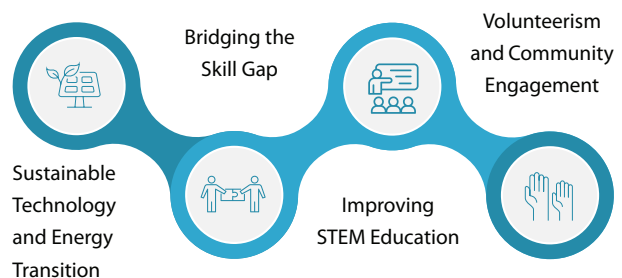 Sustainable
Technology
and Energy
Transition
Bridging the
Skill Gap
Improving
STEM Education
Volunteerism
and Community
Engagement